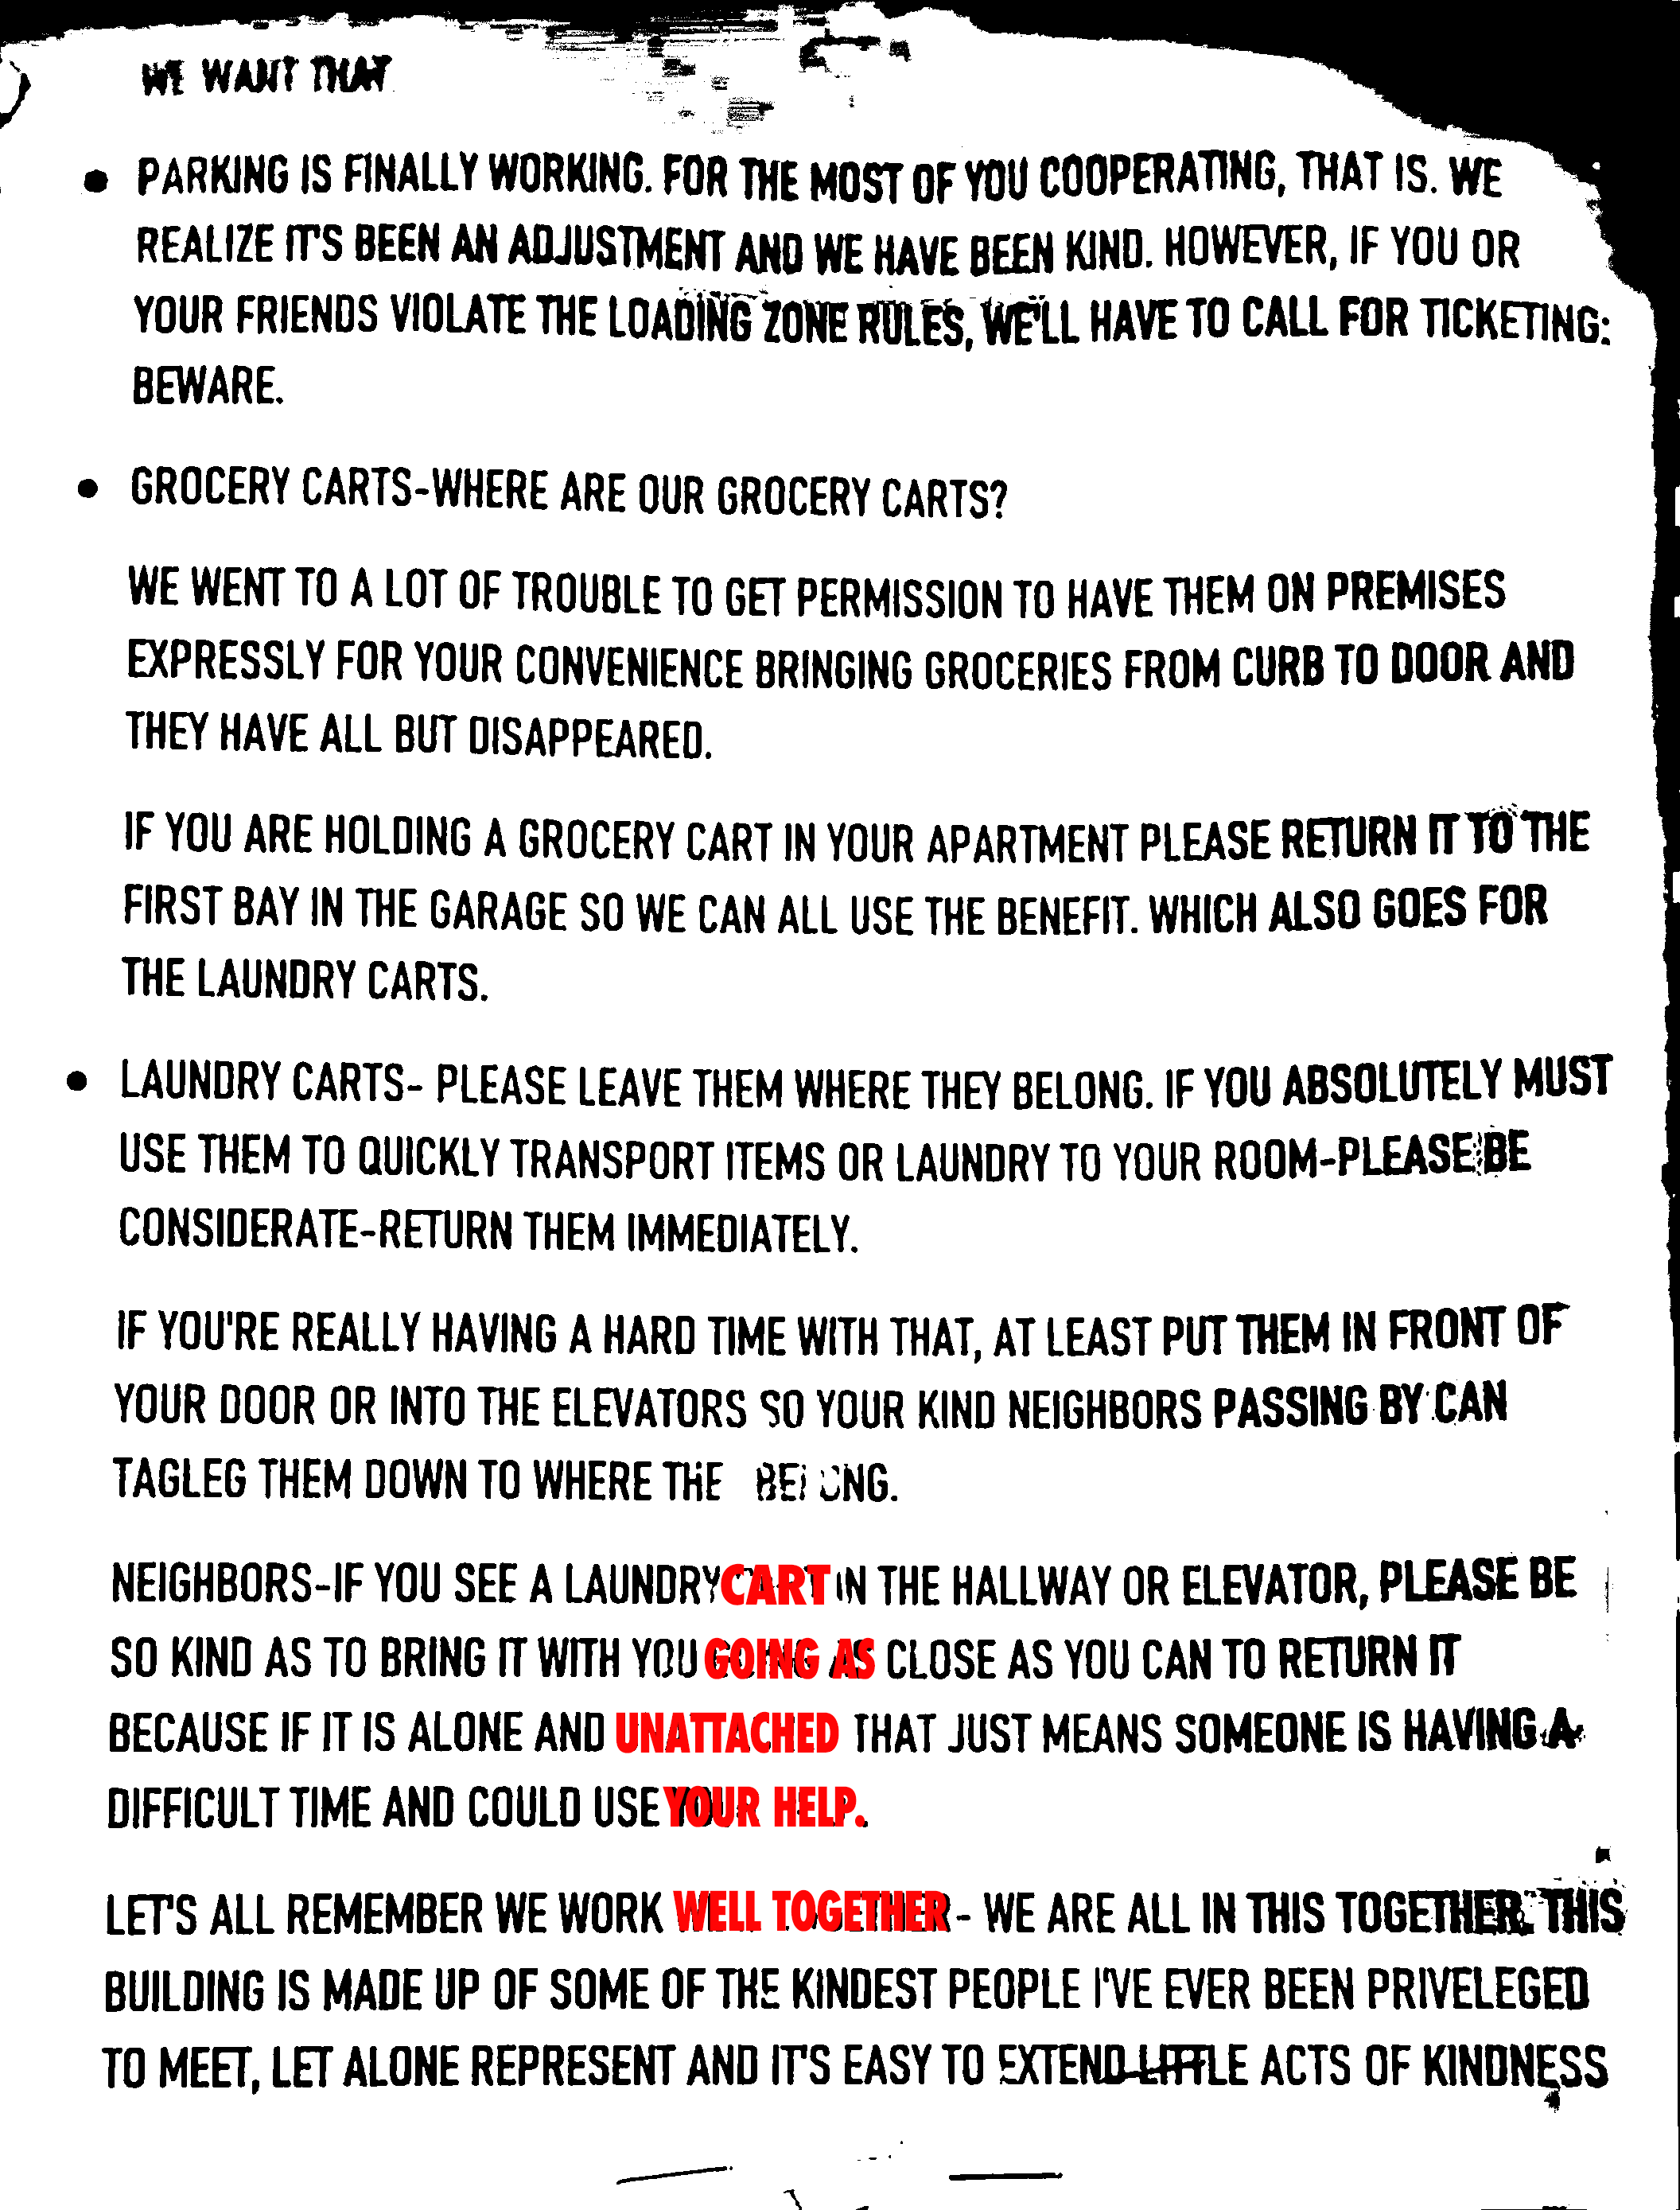 WE WANT THAT
• PARKING IS FINALLY WORKING. FOR THE MOST OF YOU COOPERATING, THAT IS. WE
REALIZE IT'S BEEN AN ADJUSTMENT AND WE HAVE BEEN KIND. HOWEVER, IF YOU OR
YOUR FRIENDS VIOLATE THE LOADING ZONE RULES, WE'LL HAVE TO CALL FOR TICKETING:
BEWARE.
• GROCERY CARTS-WHERE ARE OUR GROCERY CARTS?
WE WENT TO A LOT OF TROUBLE TO GET PERMISSION TO HAVE THEM ON PREMISES
EXPRESSLY FOR YOUR CONVENIENCE BRINGING GROCERIES FROM CURB TO DOOR AND
THEY HAVE ALL BUT DISAPPEARED.
IF YOU ARE HOLDING A GROCERY CART IN YOUR APARTMENT PLEASE RETURN IT TO THE
FIRST BAY IN THE GARAGE SO WE CAN ALL USE THE BENEFIT. WHICH ALSO GOES FOR
THE LAUNDRY CARTS.
• LAUNDRY CARTS- PLEASE LEAVE THEM WHERE THEY BELONG. IF YOU ABSOLUTELY MUST
USE THEM TO QUICKLY TRANSPORT ITEMS OR LAUNDRY TO YOUR ROOM-PLEASE BE
CONSIDERATE-RETURN THEM IMMEDIATELY.
IF YOU'RE REALLY HAVING A HARD TIME WITH THAT, AT LEAST PUT THEM IN FRONT OF
YOUR DOOR OR INTO THE ELEVATORS SO YOUR KIND NEIGHBORS PASSING BY CAN
TAGLEG THEM DOWN TO WHERE THE BELONG.
NEIGHBORS-IF YOU SEE A LAUNDRY CART IN THE HALLWAY OR ELEVATOR, PLEASE BE
SO KIND AS TO BRING IT WITH YOU GOING AS CLOSE AS YOU CAN TO RETURN IT
BECAUSE IF IT IS ALONE AND UNATTACHED THAT JUST MEANS SOMEONE IS HAVING A
DIFFICULT TIME AND COULD USE YOUR HELP.
LET'S ALL REMEMBER WE WORK WELL TOGETHER- WE ARE ALL IN THIS TOGETHER. THIS
BUILDING IS MADE UP OF SOME OF THE KINDEST PEOPLE I'VE EVER BEEN PRIVELEGED
TO MEET, LET ALONE REPRESENT AND IT'S EASY TO EXTEND LITTLE ACTS OF KINDNESS